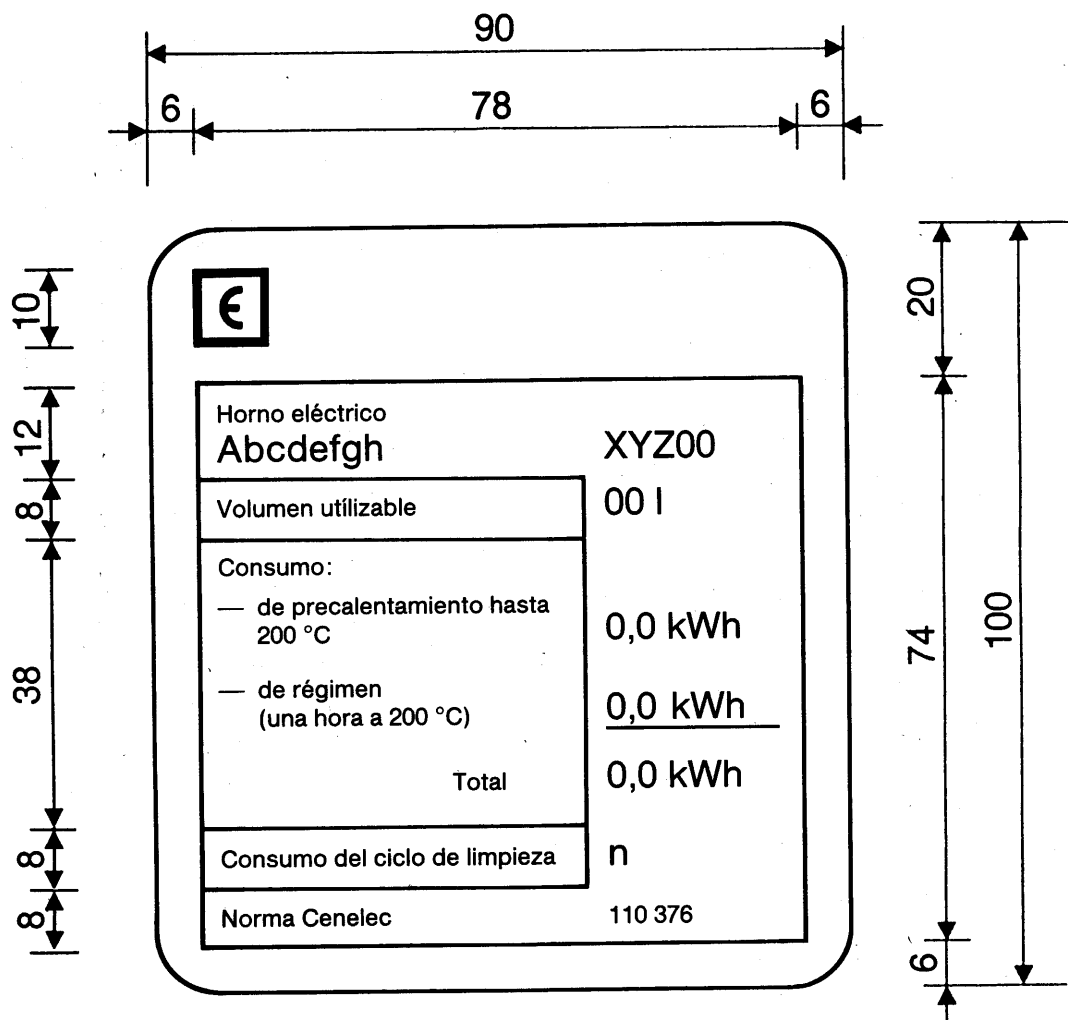 90
6 78 6
10
20
Є
12
Horno eléctrico
Abcdefgh XYZ00
8
Volumen utilizable 00 l
Consumo:
— de precalentamiento hasta
200 °C 0,0 kWh
38
74
100
— de régimen
(una hora a 200 °C) 0,0 kWh
Total 0,0 kWh
8
Consumo del ciclo de limpieza n
8
Norma Cenelec 110 376
6